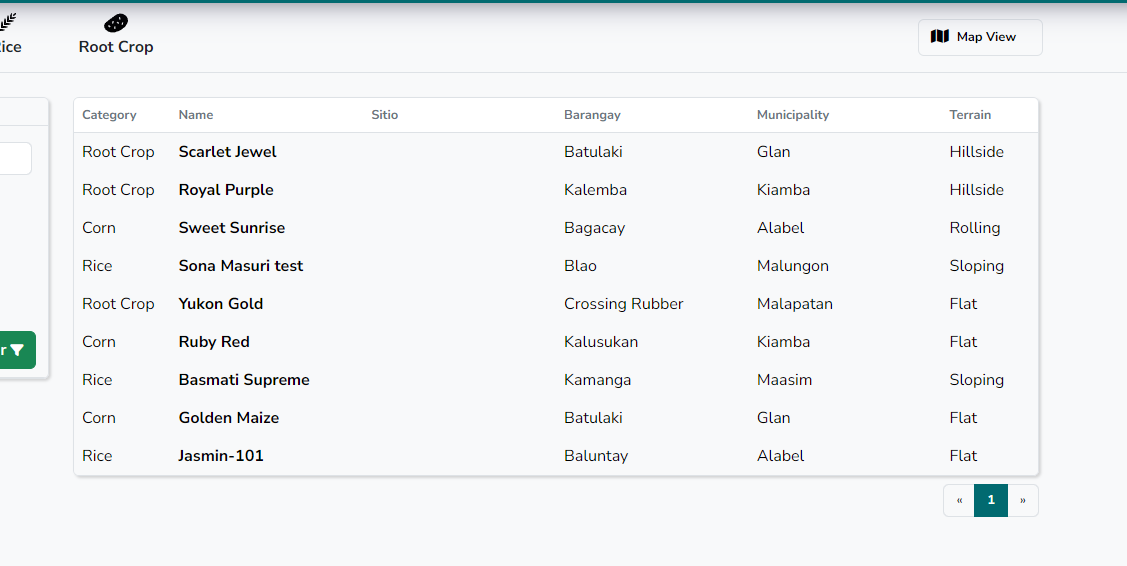 Rice
Root Crop
Map View
Category Name Sitio Barangay Municipality Terrain
Root Crop Scarlet Jewel Batulaki Glan Hillside
Root Crop Royal Purple Kalemba Kiamba Hillside
Corn Sweet Sunrise Bagacay Alabel Rolling
Rice Sona Masuri test Blao Malungon Sloping
Root Crop Yukon Gold Crossing Rubber Malapatan Flat
r
Corn Ruby Red Kalusukan Kiamba Flat
Rice Basmati Supreme Kamanga Maasim Sloping
Corn Golden Maize Batulaki Glan Flat
Rice Jasmin-101 Baluntay Alabel Flat
« 1 »